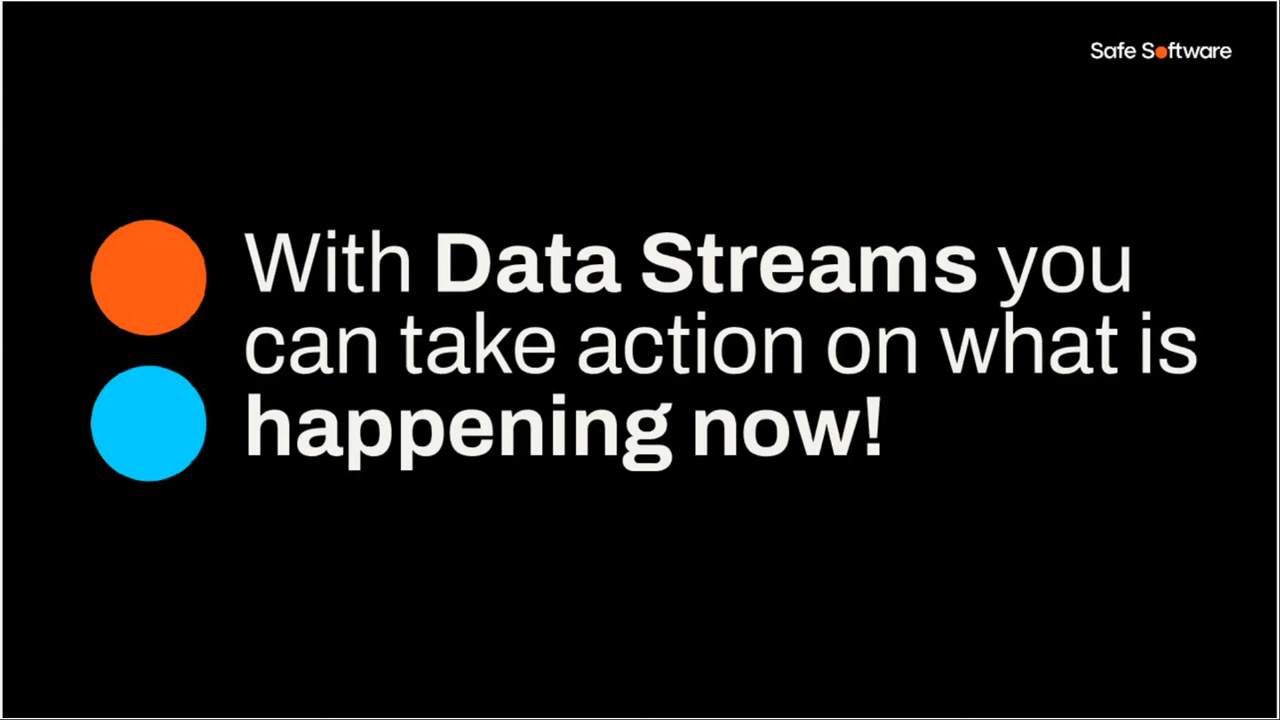 Safe Software
With Data Streams you
can take action on what is
happening now!